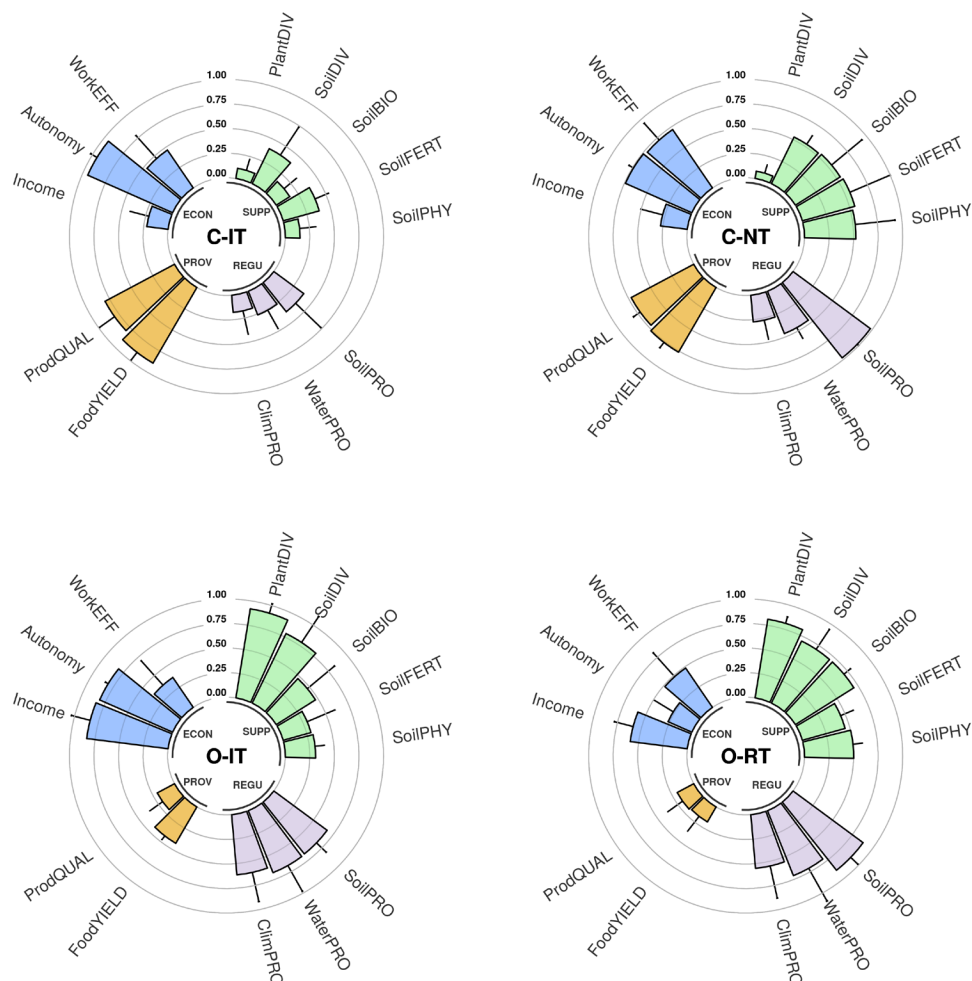 PlantDIV
SoilDIV
SoilBIO
SoilFERT
SoilPHY
SoilPRO
WaterPRO
ClimPRO
FoodYIELD
ProdQUAL
Income
Autonomy
WorkEFF
1.00
0.75
0.50
0.25
0.00
ECON
SUPP
C-IT
PROV
REGU
PlantDIV
SoilDIV
SoilBIO
SoilFERT
SoilPHY
SoilPRO
WaterPRO
ClimPRO
FoodYIELD
ProdQUAL
Income
Autonomy
WorkEFF
1.00
0.75
0.50
0.25
0.00
ECON
SUPP
C-NT
PROV
REGU
PlantDIV
SoilDIV
SoilBIO
SoilFERT
SoilPHY
SoilPRO
WaterPRO
ClimPRO
FoodYIELD
ProdQUAL
Income
Autonomy
WorkEFF
1.00
0.75
0.50
0.25
0.00
ECON
SUPP
O-IT
PROV
REGU
PlantDIV
SoilDIV
SoilBIO
SoilFERT
SoilPHY
SoilPRO
WaterPRO
ClimPRO
FoodYIELD
ProdQUAL
Income
Autonomy
WorkEFF
1.00
0.75
0.50
0.25
0.00
ECON
SUPP
O-RT
PROV
REGU